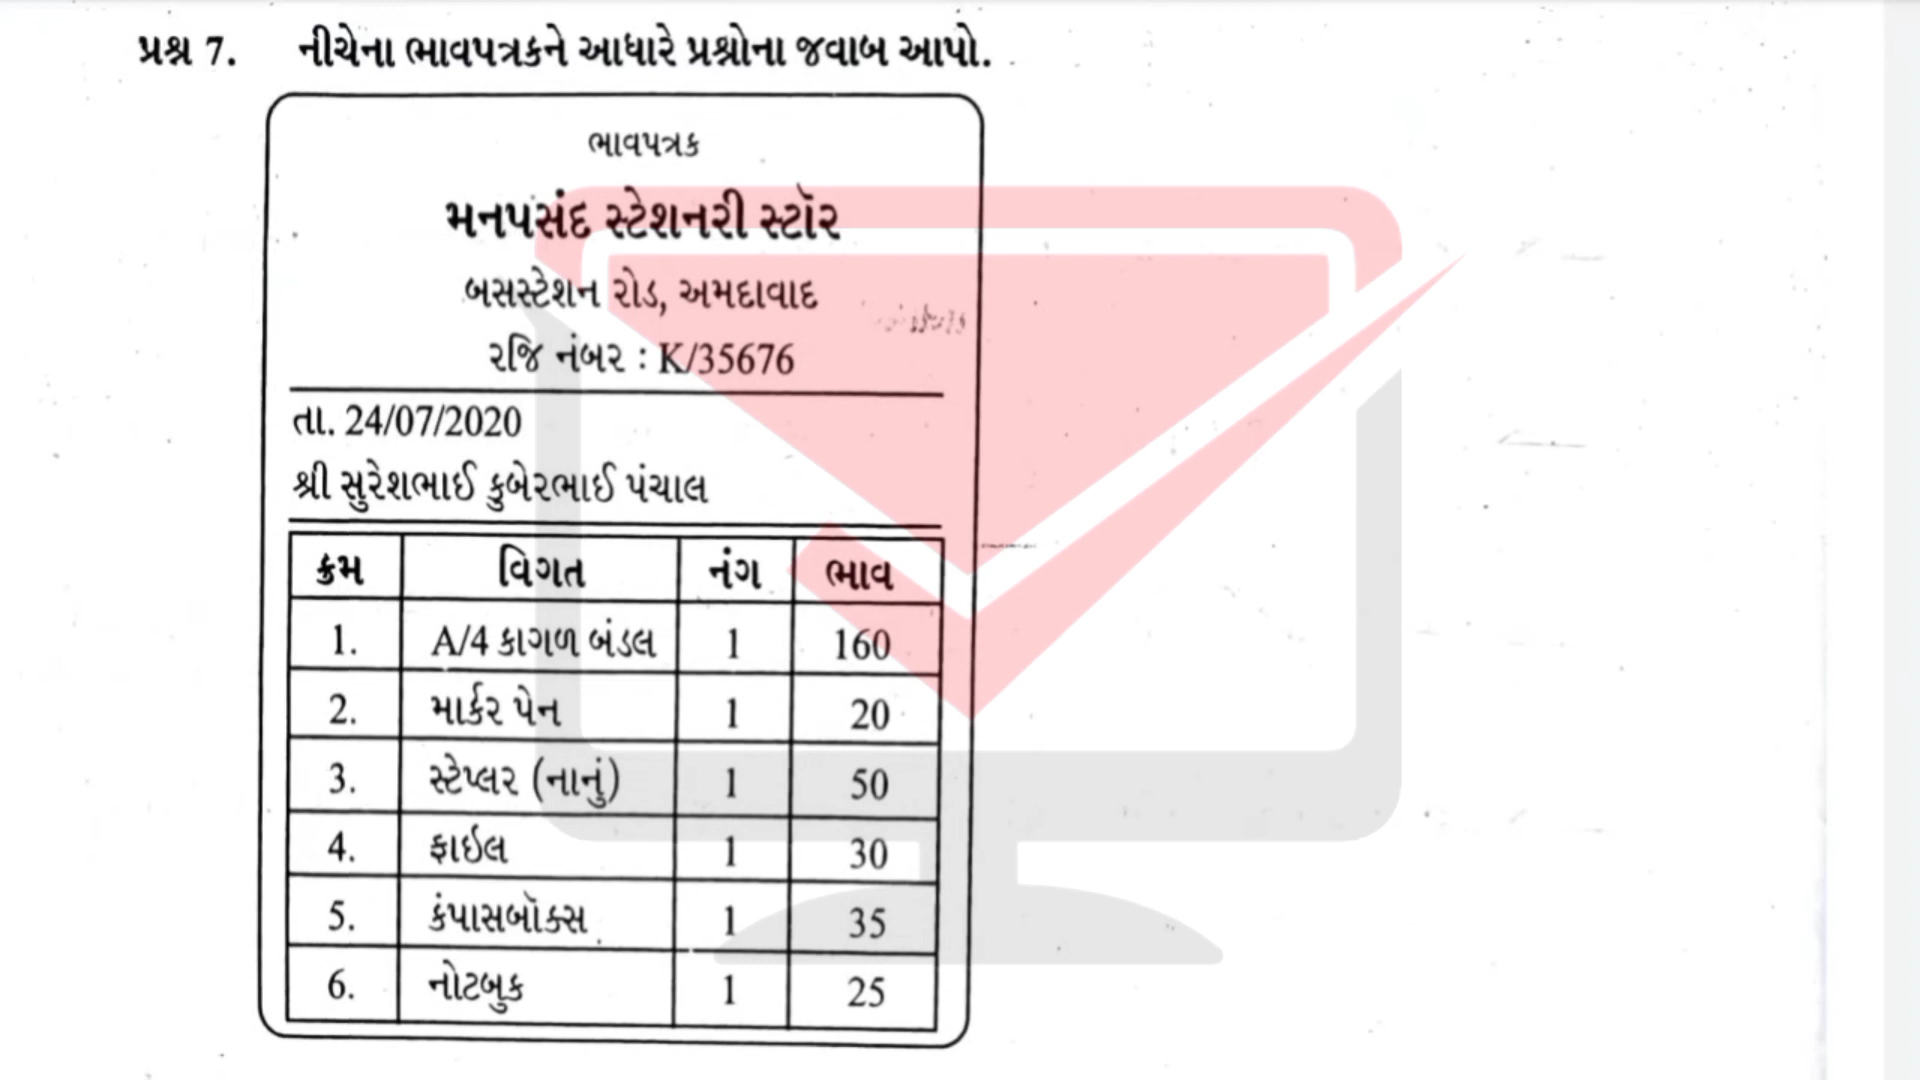 પ્રશ્ન 7. નીચેના ભાવપત્રકને આધારે પ્રશ્નોના જવાબ આપો.
ભાવપત્રક
મનપસંદ સ્ટેશનરી સ્ટૉર
બસસ્ટેશન રોડ, અમદાવાદ
રજિ નંબર : K/35676
તા. 24/07/2020
શ્રી સુરેશભાઈ કુબેરભાઈ પંચાલ
ક્રમ વિગત નંગ ભાવ
1. A/4 કાગળ બંડલ 1 160
2. માર્કર પેન 1 20
3. સ્ટેપ્લર (નાનું) 1 50
4. ફાઇલ 1 30
5. કંપાસબૉક્સ 1 35
6. નોટબુક 1 25